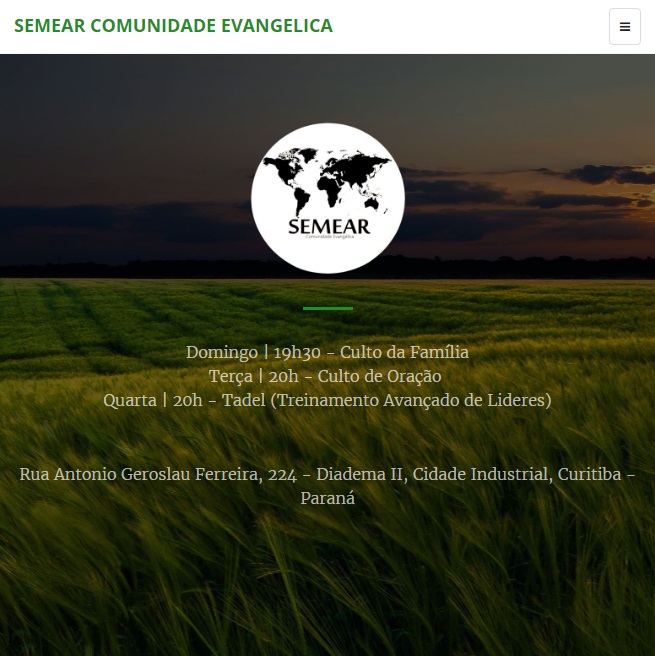 SEMEAR COMUNIDADE EVANGELICA
SEMEAR
Comunidade Evangélica
Domingo | 19h30 - Culto da Família
Terça | 20h - Culto de Oração
Quarta | 20h - Tadel (Treinamento Avançado de Lideres)
Rua Antonio Geroslau Ferreira, 224 - Diadema II, Cidade Industrial, Curitiba -
Paraná